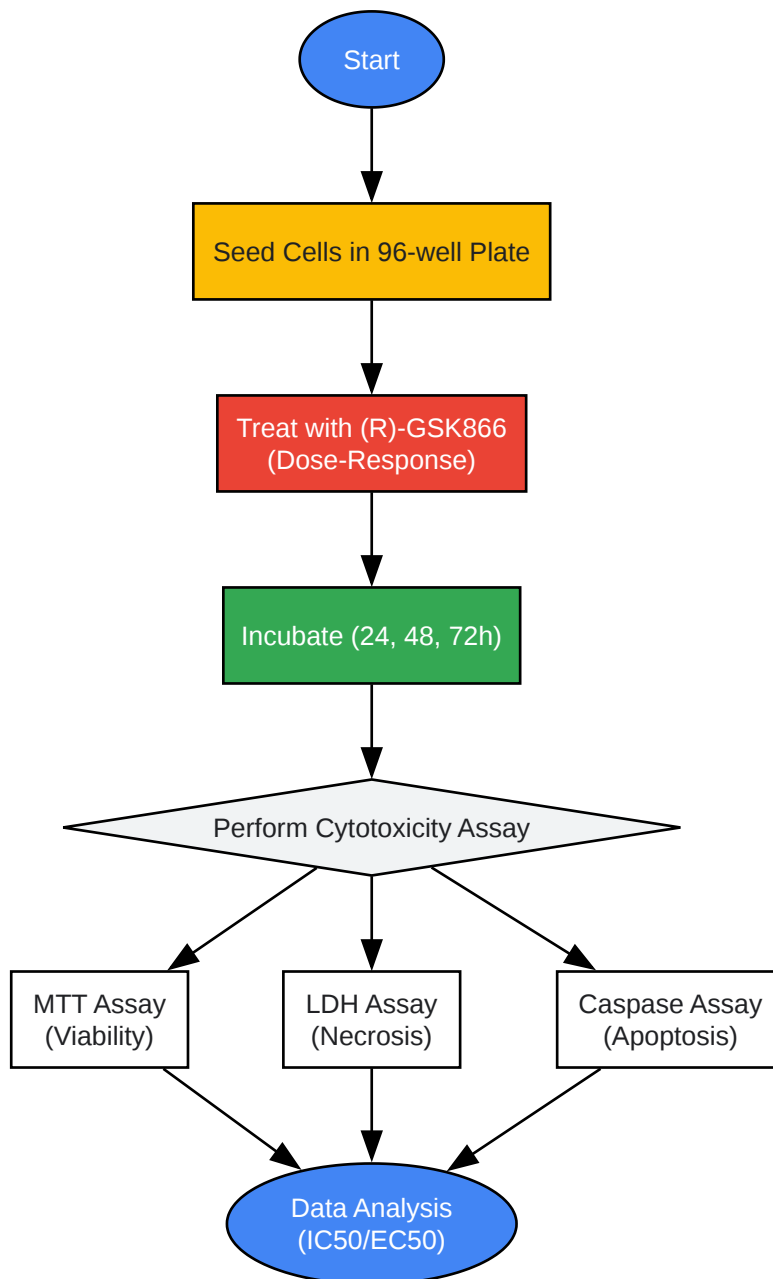 Start
Seed Cells in 96-well Plate
Treat with (R)-GSK866
(Dose-Response)
Incubate (24, 48, 72h)
Perform Cytotoxicity Assay
MTT Assay
(Viability)
LDH Assay
(Necrosis)
Caspase Assay
(Apoptosis)
Data Analysis
(IC50/EC50)